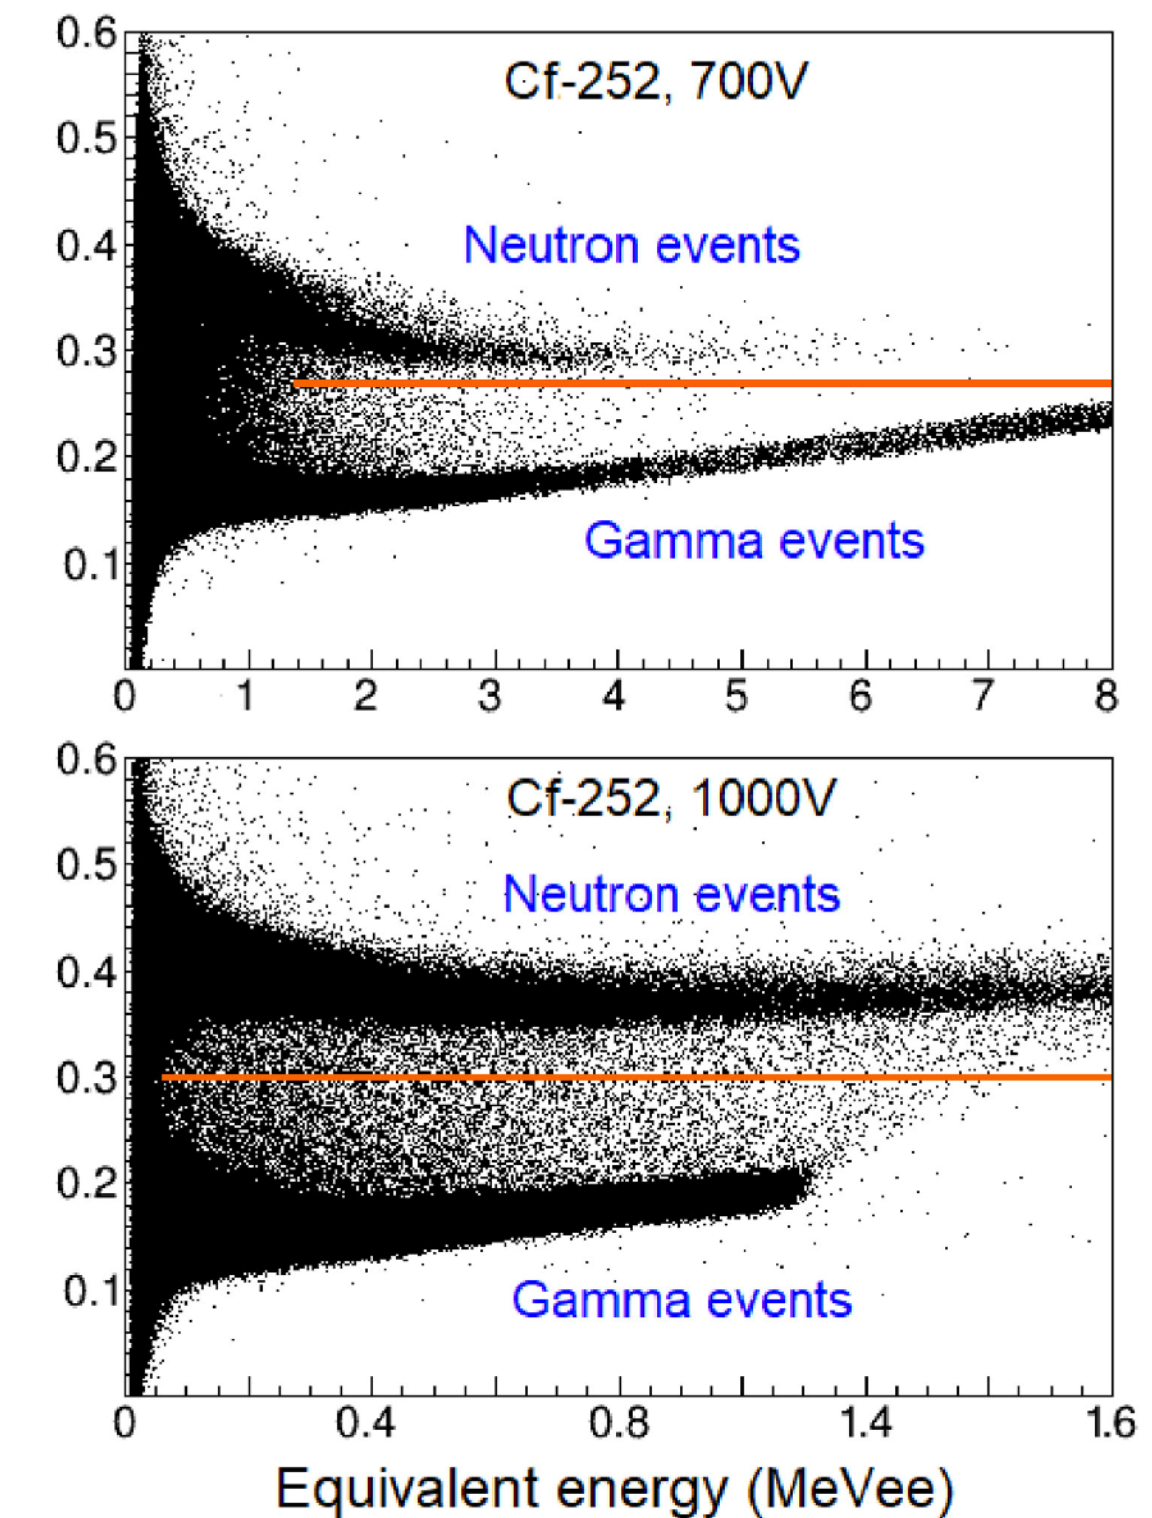 0.6
Cf-252, 700V
0.5
Neutron events
0.4
0.3
0.2
Gamma events
0.1
0 1 2 3 4 5 6 7 8
0.6
Cf-252, 1000V
0.5
Neutron events
0.4
0.3
0.2
0.1
Gamma events
0 0.4 0.8 1.4 1.6
Equivalent energy (MeVee)